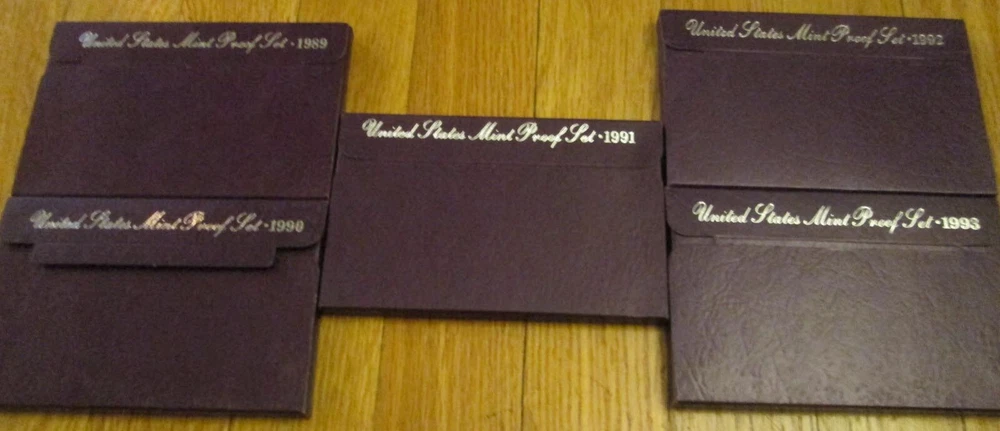 United States Mint Proof Set · 1989
United States Mint Proof Set · 1990
United States Mint Proof Set · 1991
United States Mint Proof Set · 1992
United States Mint Proof Set · 1993